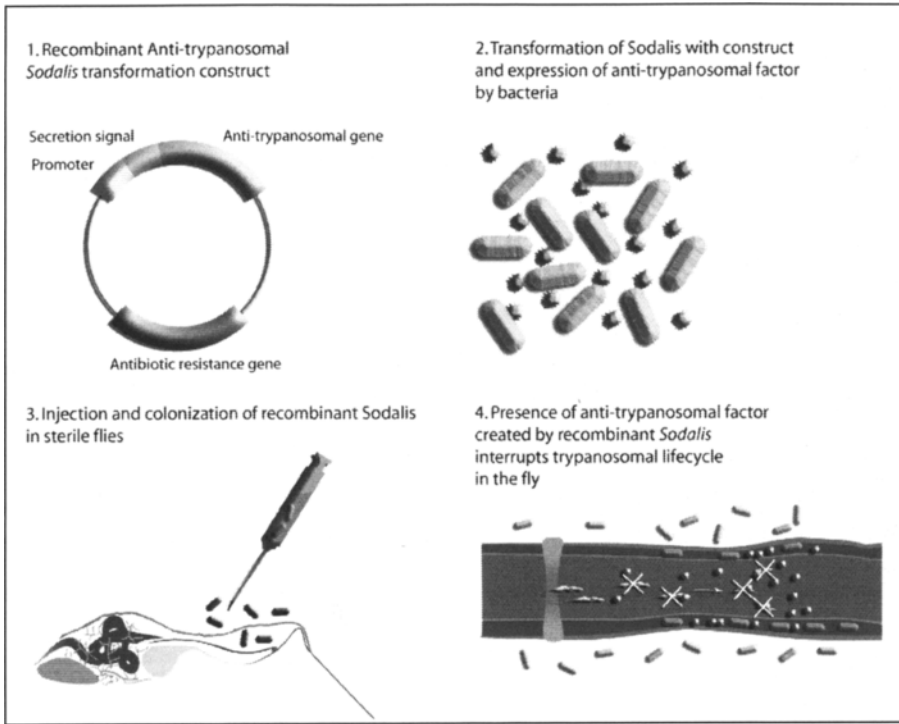 1. Recombinant Anti-trypanosomal
Sodalis transformation construct
Secretion signal
Anti-trypanosomal gene
Promoter
Antibiotic resistance gene
2. Transformation of Sodalis with construct
and expression of anti-trypanosomal factor
by bacteria
3. Injection and colonization of recombinant Sodalis
in sterile flies
4. Presence of anti-trypanosomal factor
created by recombinant Sodalis
interrupts trypanosomal lifecycle
in the fly